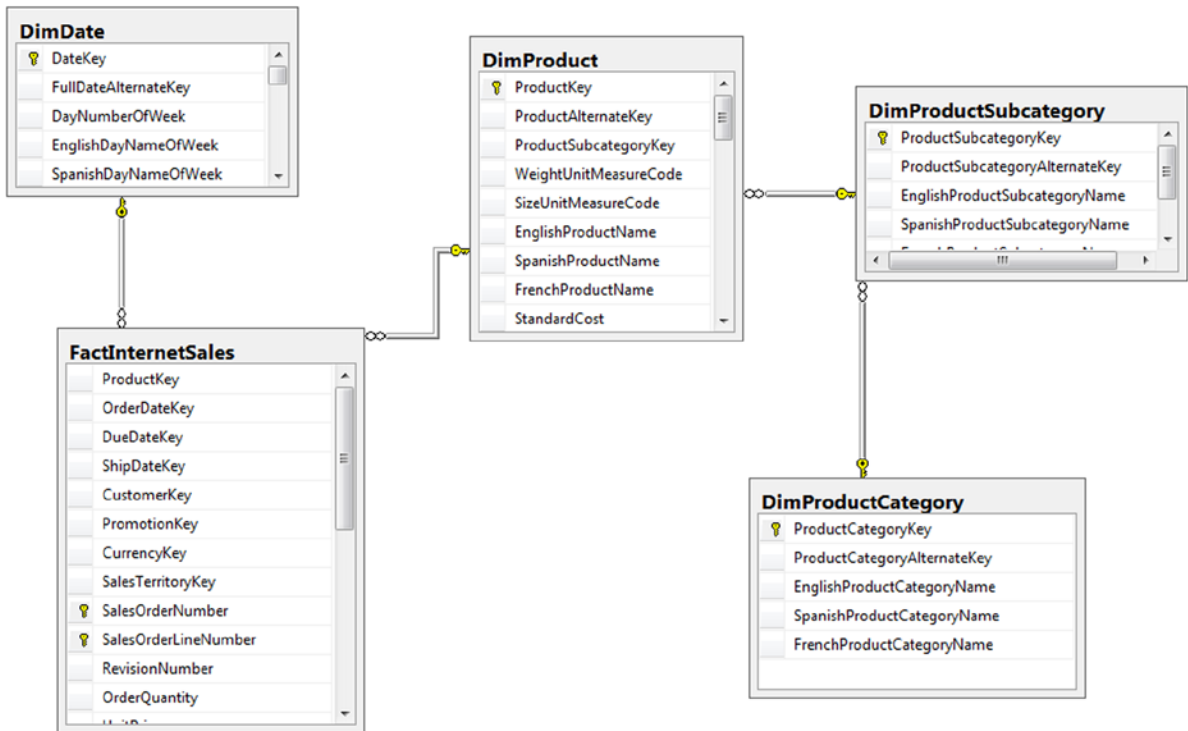 DimDate
DateKey
FullDateAlternateKey
DayNumberOfWeek
EnglishDayNameOfWeek
SpanishDayNameOfWeek
DimProduct
ProductKey
ProductAlternateKey
ProductSubcategoryKey
WeightUnitMeasureCode
SizeUnitMeasureCode
EnglishProductName
SpanishProductName
FrenchProductName
StandardCost
DimProductSubcategory
ProductSubcategoryKey
ProductSubcategoryAlternateKey
EnglishProductSubcategoryName
SpanishProductSubcategoryName
FactInternetSales
ProductKey
OrderDateKey
DueDateKey
ShipDateKey
CustomerKey
PromotionKey
CurrencyKey
SalesTerritoryKey
SalesOrderNumber
SalesOrderLineNumber
RevisionNumber
OrderQuantity
DimProductCategory
ProductCategoryKey
ProductCategoryAlternateKey
EnglishProductCategoryName
SpanishProductCategoryName
FrenchProductCategoryName